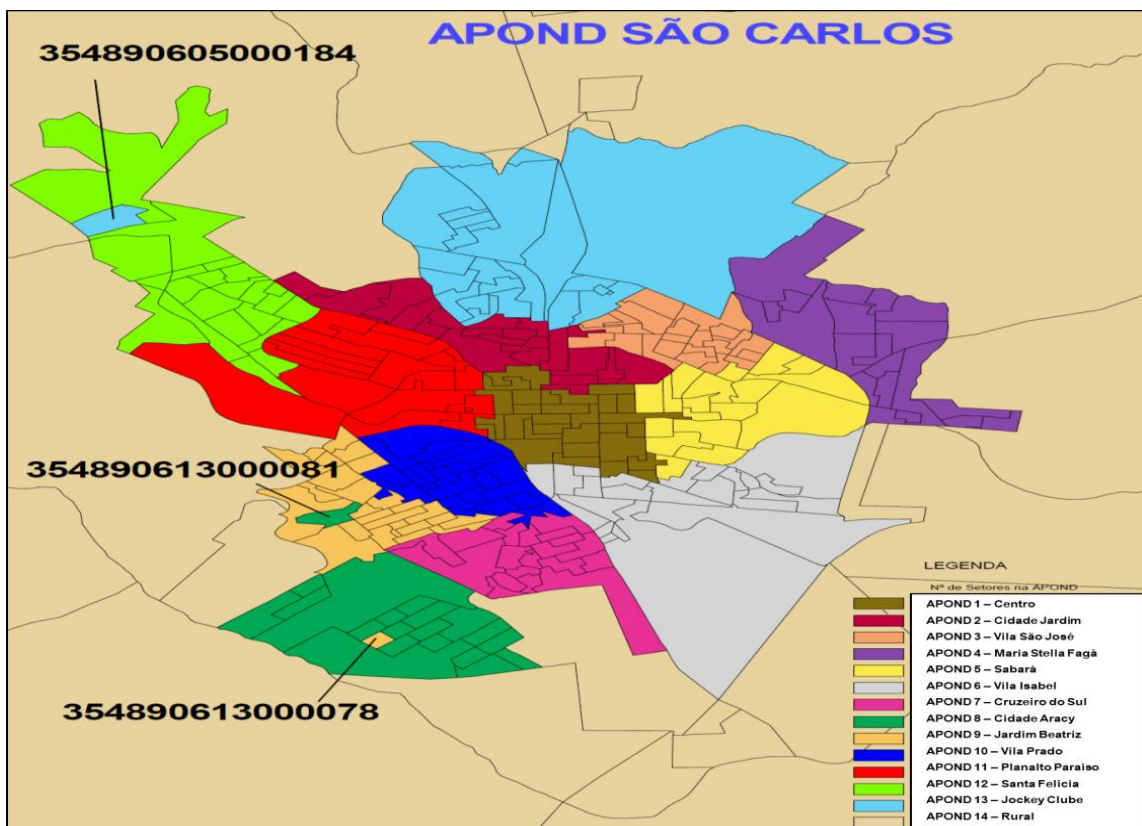 APOND SÃO CARLOS
354890605000184
354890613000081
354890613000078
LEGENDA
Nº de Setores na APOND
APOND 1 – Centro
APOND 2 – Cidade Jardim
APOND 3 – Vila São José
APOND 4 – Maria Stella Fagá
APOND 5 – Sabará
APOND 6 – Vila Isabel
APOND 7 – Cruzeiro do Sul
APOND 8 – Cidade Aracy
APOND 9 – Jardim Beatriz
APOND 10 – Vila Prado
APOND 11 – Planalto Paraíso
APOND 12 – Santa Felícia
APOND 13 – Jockey Clube
APOND 14 – Rural